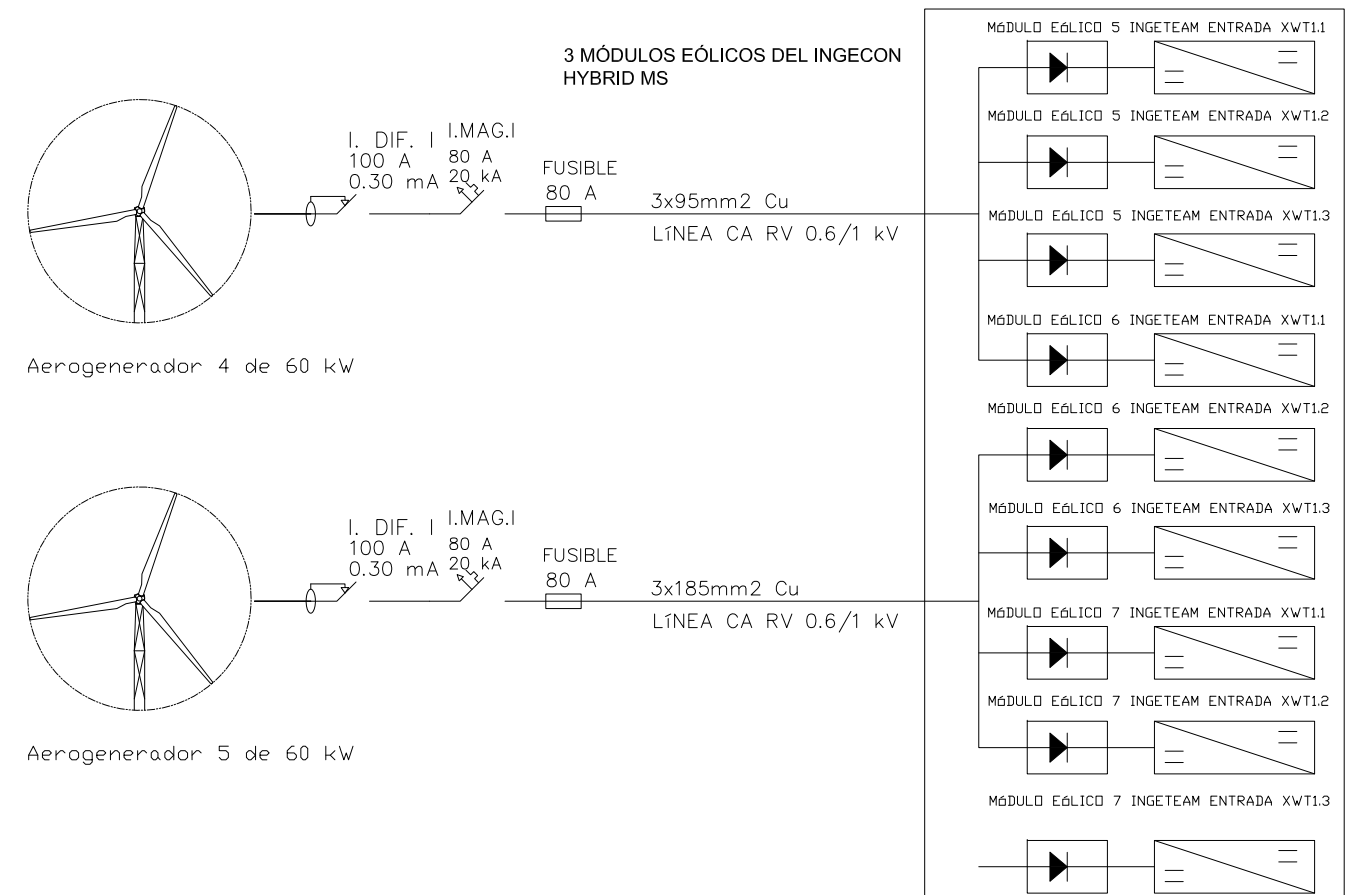 3 MÓDULOS EÓLICOS DEL INGECON
HYBRID MS
I. DIF. I
100 A
0.30 mA
I.MAG.I
80 A
20 kA
FUSIBLE
80 A
3x95mm2 Cu
LíNEA CA RV 0.6/1 kV
Aerogenerador 4 de 60 kW
I. DIF. I
100 A
0.30 mA
I.MAG.I
80 A
20 kA
FUSIBLE
80 A
3x185mm2 Cu
LíNEA CA RV 0.6/1 kV
Aerogenerador 5 de 60 kW
MóDULO EóLICO 5 INGETEAM ENTRADA XWT1.1
MóDULO EóLICO 5 INGETEAM ENTRADA XWT1.2
MóDULO EóLICO 5 INGETEAM ENTRADA XWT1.3
MóDULO EóLICO 6 INGETEAM ENTRADA XWT1.1
MóDULO EóLICO 6 INGETEAM ENTRADA XWT1.2
MóDULO EóLICO 6 INGETEAM ENTRADA XWT1.3
MóDULO EóLICO 7 INGETEAM ENTRADA XWT1.1
MóDULO EóLICO 7 INGETEAM ENTRADA XWT1.2
MóDULO EóLICO 7 INGETEAM ENTRADA XWT1.3